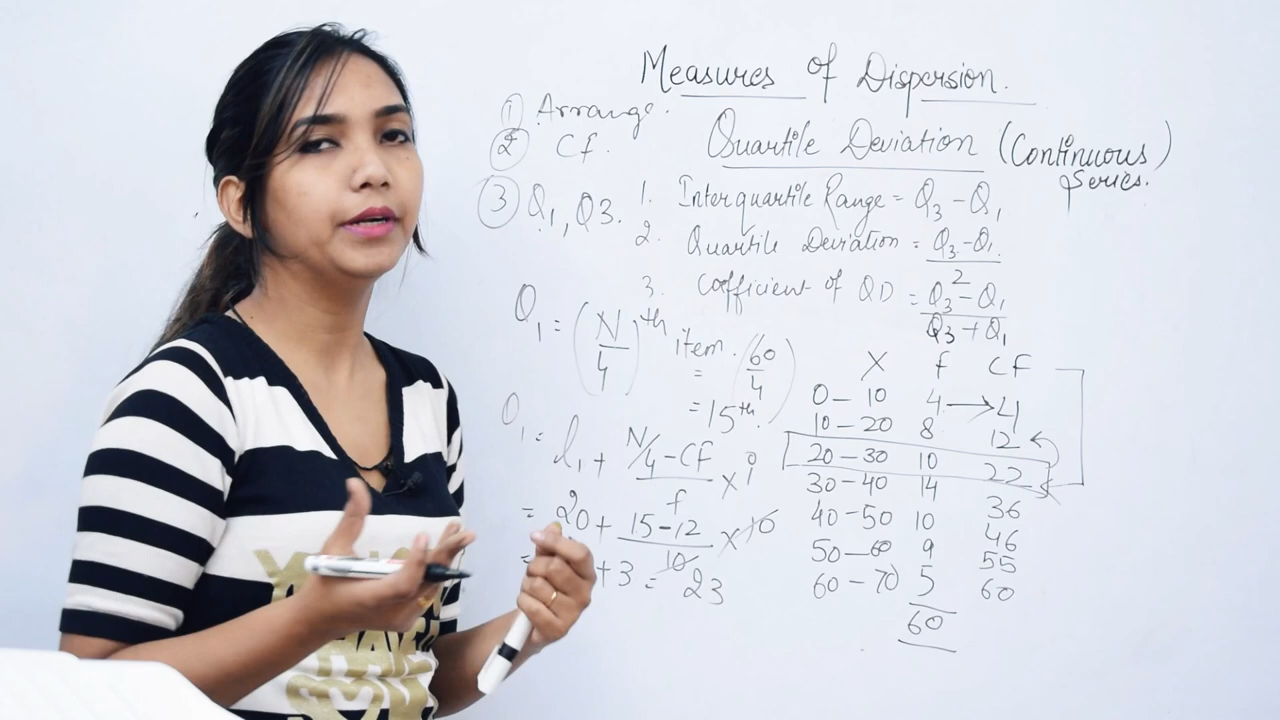 Measures of Dispersion.
① Arrange.
② Cf.
③ Q1, Q3.
Quartile Deviation (Continuous Series.)
1. Interquartile Range = Q3 - Q1
2. Quartile Deviation = Q3 - Q1 / 2
3. Coefficient of QD = Q3 - Q1 / Q3 + Q1
Q1 = (N/4)th item.
= (60/4)
= 15th.
Q1 = l1 + N/4 - Cf / f × i
= 20 + 15 - 12 / 10 × 10
= + 3 = 23
X f Cf
0 - 10 4 → 4
10 - 20 8 12
20 - 30 10 22
30 - 40 14 36
40 - 50 10 46
50 - 60 9 55
60 - 70 5 60
60